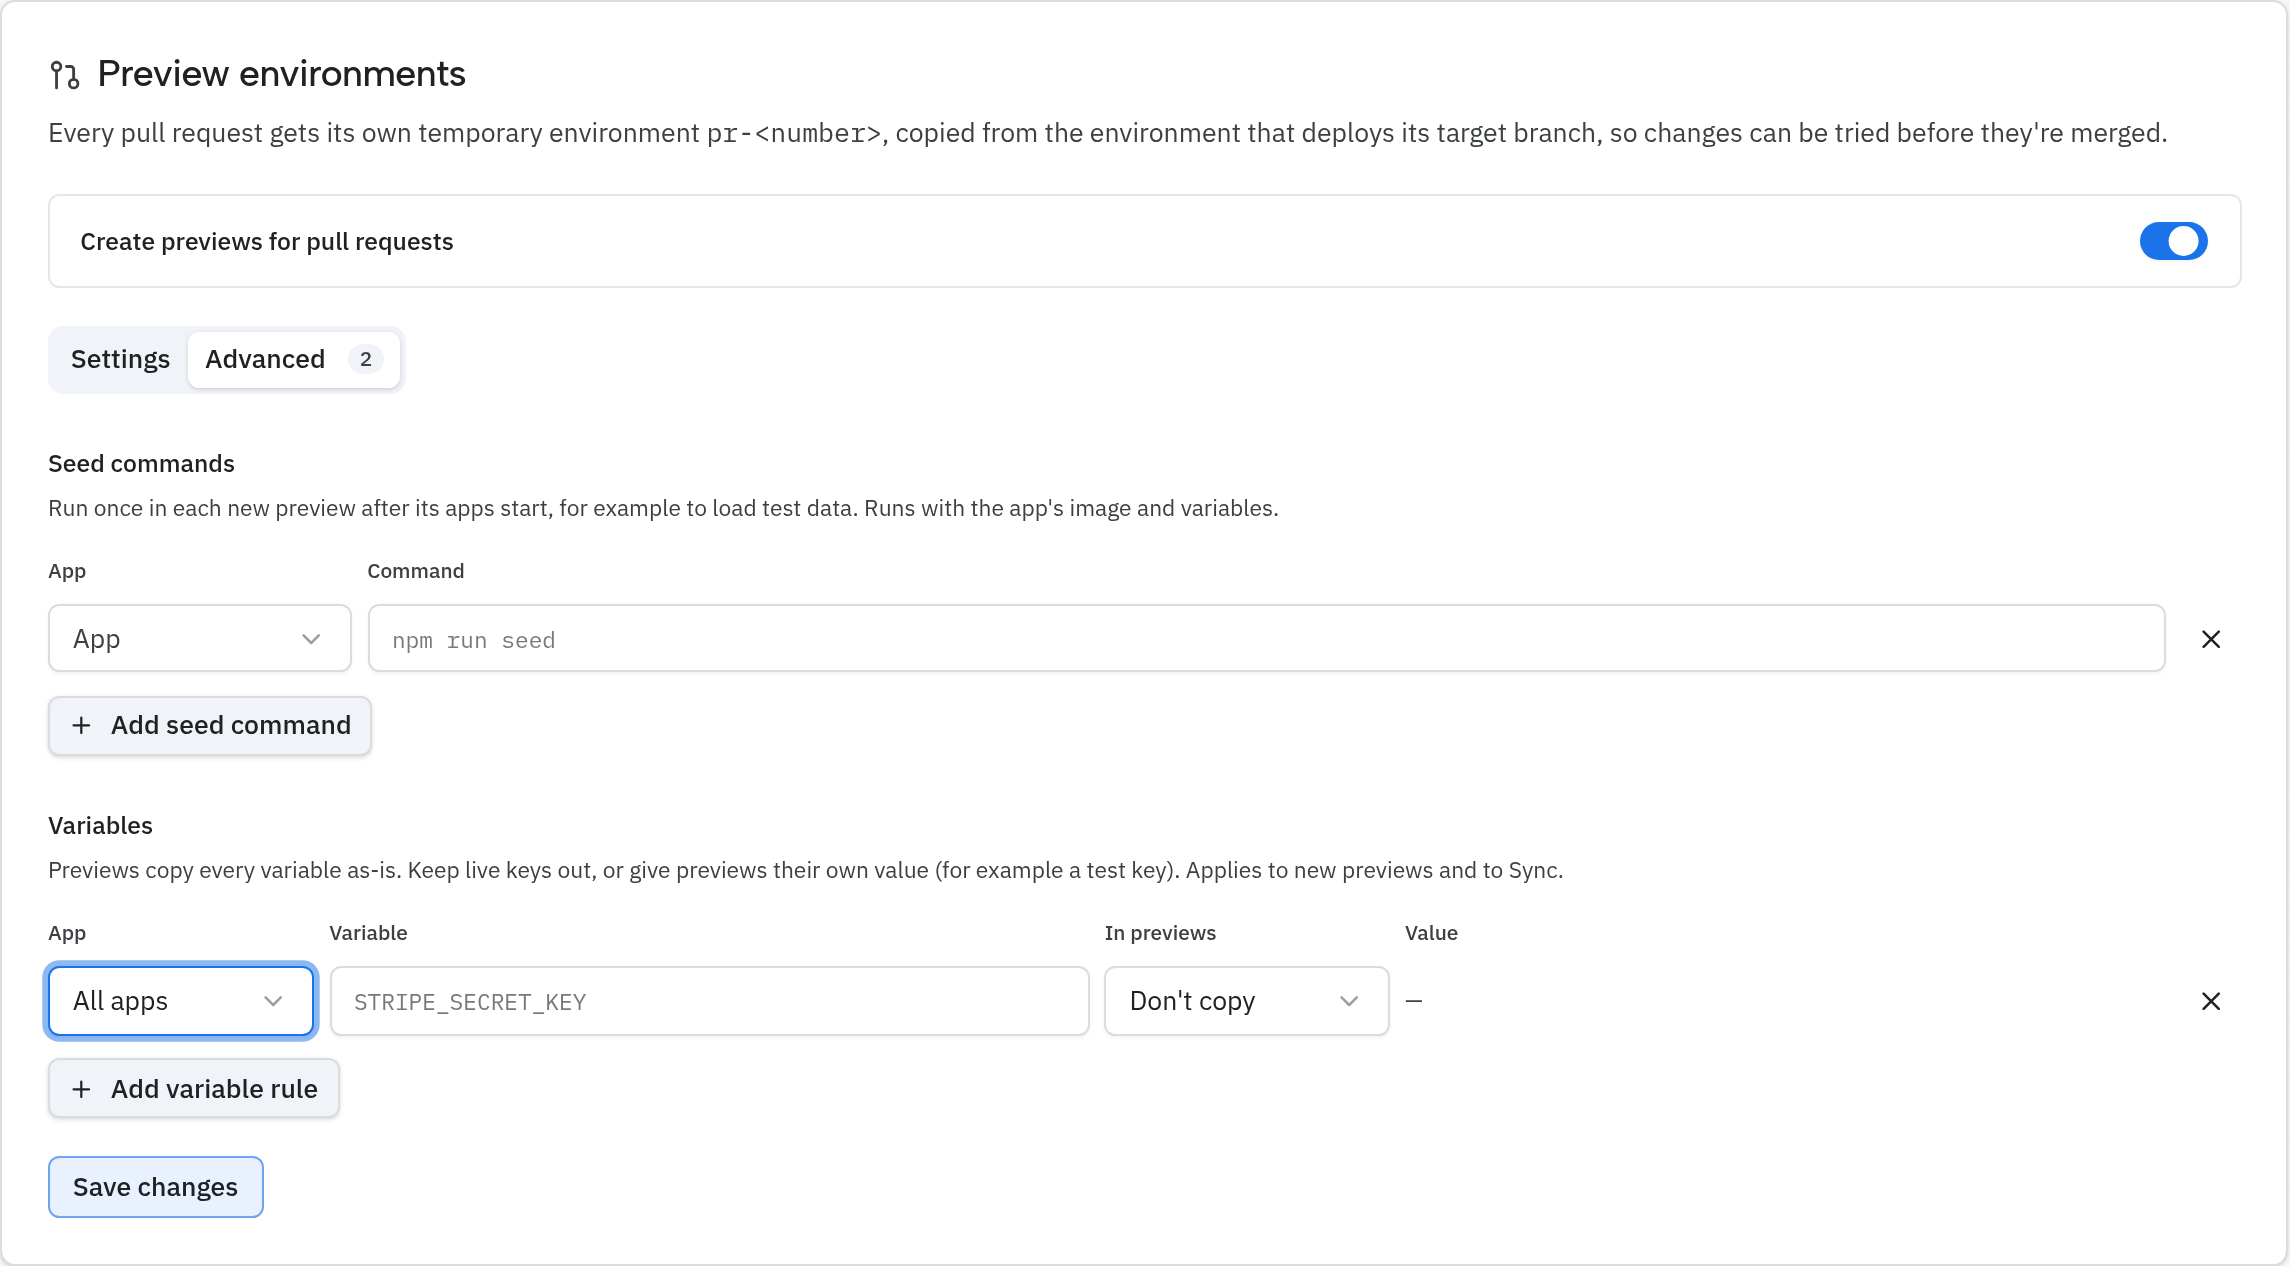 Preview environments
Every pull request gets its own temporary environment pr-<number>, copied from the environment that deploys its target branch, so changes can be tried before they're merged.
Create previews for pull requests
Settings Advanced 2
Seed commands
Run once in each new preview after its apps start, for example to load test data. Runs with the app's image and variables.
App Command
App npm run seed
+ Add seed command
Variables
Previews copy every variable as-is. Keep live keys out, or give previews their own value (for example a test key). Applies to new previews and to Sync.
App Variable In previews Value
All apps STRIPE_SECRET_KEY Don't copy —
+ Add variable rule
Save changes